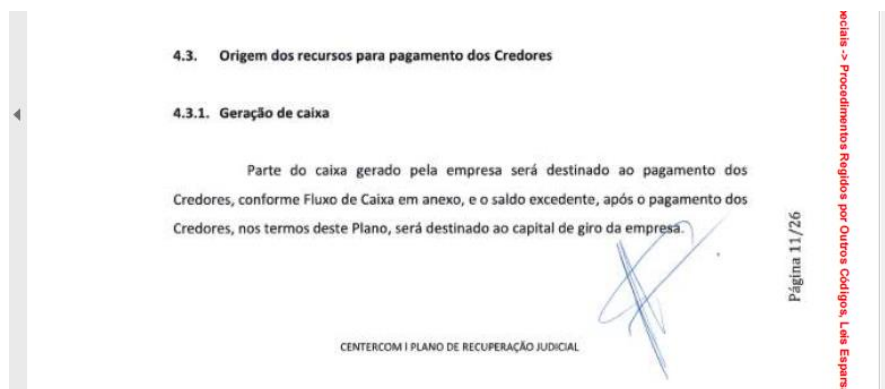 4.3. Origem dos recursos para pagamento dos Credores
4.3.1. Geração de caixa
Parte do caixa gerado pela empresa será destinado ao pagamento dos
Credores, conforme Fluxo de Caixa em anexo, e o saldo excedente, após o pagamento dos
Credores, nos termos deste Plano, será destinado ao capital de giro da empresa.
CENTERCOM I PLANO DE RECUPERAÇÃO JUDICIAL
Página 11/26
-> Procedimentos Regidos por Outros Códigos, Leis